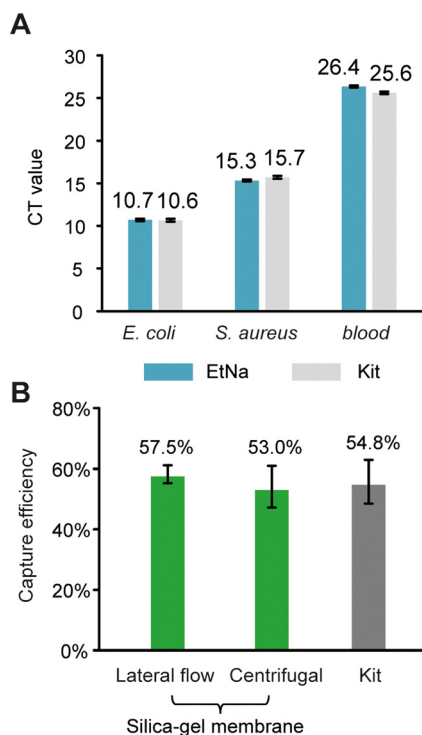 A
30
25
20
15
10
5
0
CT value
10.7 10.6
15.3 15.7
26.4 25.6
E. coli S. aureus blood
EtNa Kit
B
80%
60%
40%
20%
0%
Capture efficiency
57.5% 53.0% 54.8%
Lateral flow Centrifugal Kit
Silica-gel membrane